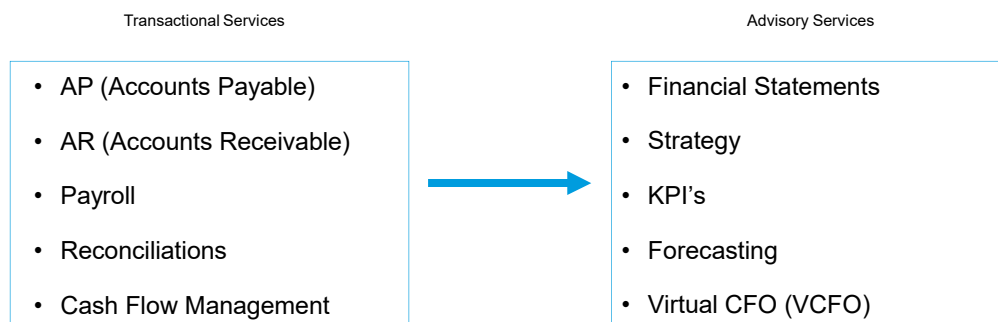 Transactional Services
• AP (Accounts Payable)
• AR (Accounts Receivable)
• Payroll
• Reconciliations
• Cash Flow Management
Advisory Services
• Financial Statements
• Strategy
• KPI’s
• Forecasting
• Virtual CFO (VCFO)